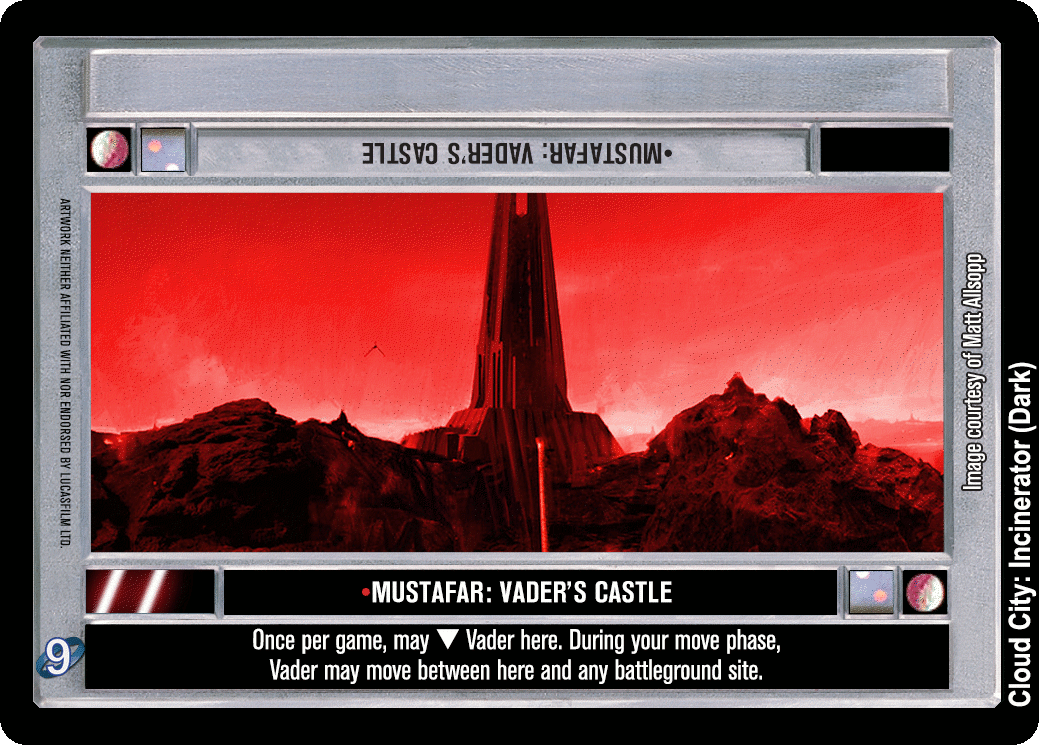 •MUSTAFAR: VADER'S CASTLE
ARTWORK NEITHER AFFILIATED WITH NOR ENDORSED BY LUCASFILM LTD.
Image courtesy of Matt Allsopp
Cloud City: Incinerator (Dark)
•MUSTAFAR: VADER'S CASTLE
9
Once per game, may ▼ Vader here. During your move phase,
Vader may move between here and any battleground site.